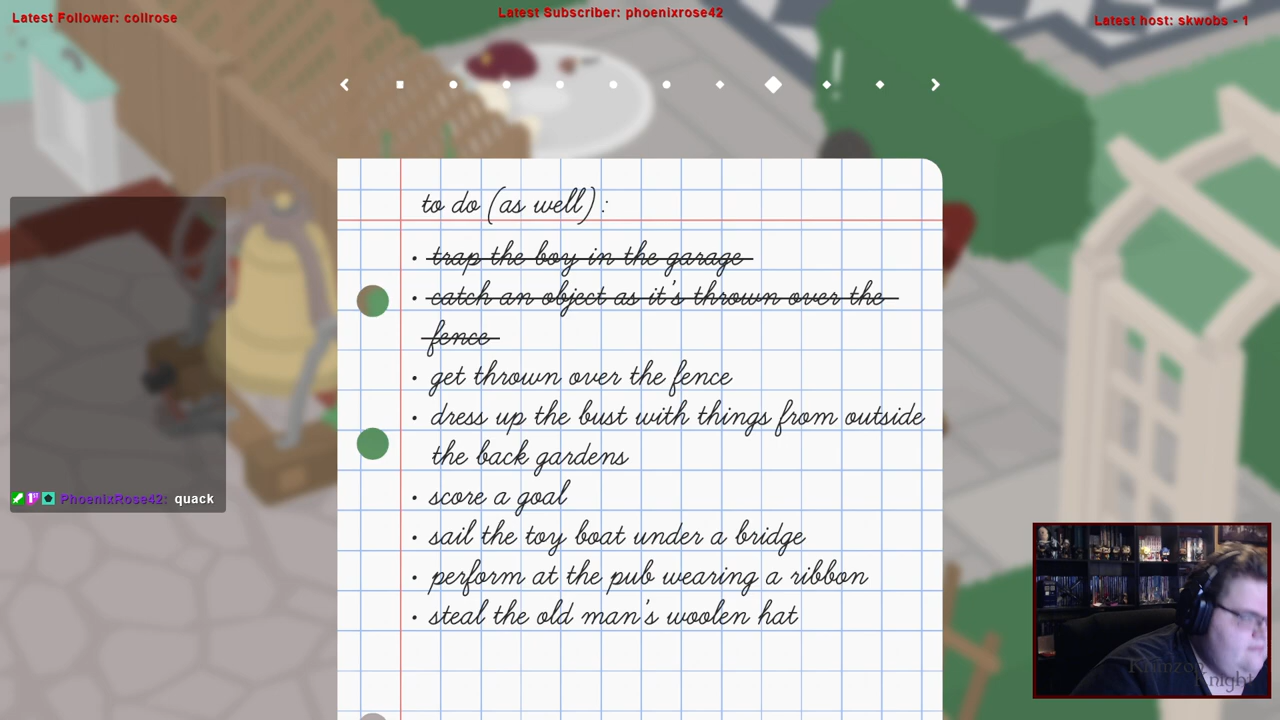 Latest Follower: collrose
Latest Subscriber: phoenixrose42
Latest host: skwobs - 1
to do (as well) :
• trap the boy in the garage
• catch an object as it's thrown over the
fence
• get thrown over the fence
• dress up the bust with things from outside
the back gardens
• score a goal
• sail the toy boat under a bridge
• perform at the pub wearing a ribbon
• steal the old man's woolen hat
PhoenixRose42: quack
Knight